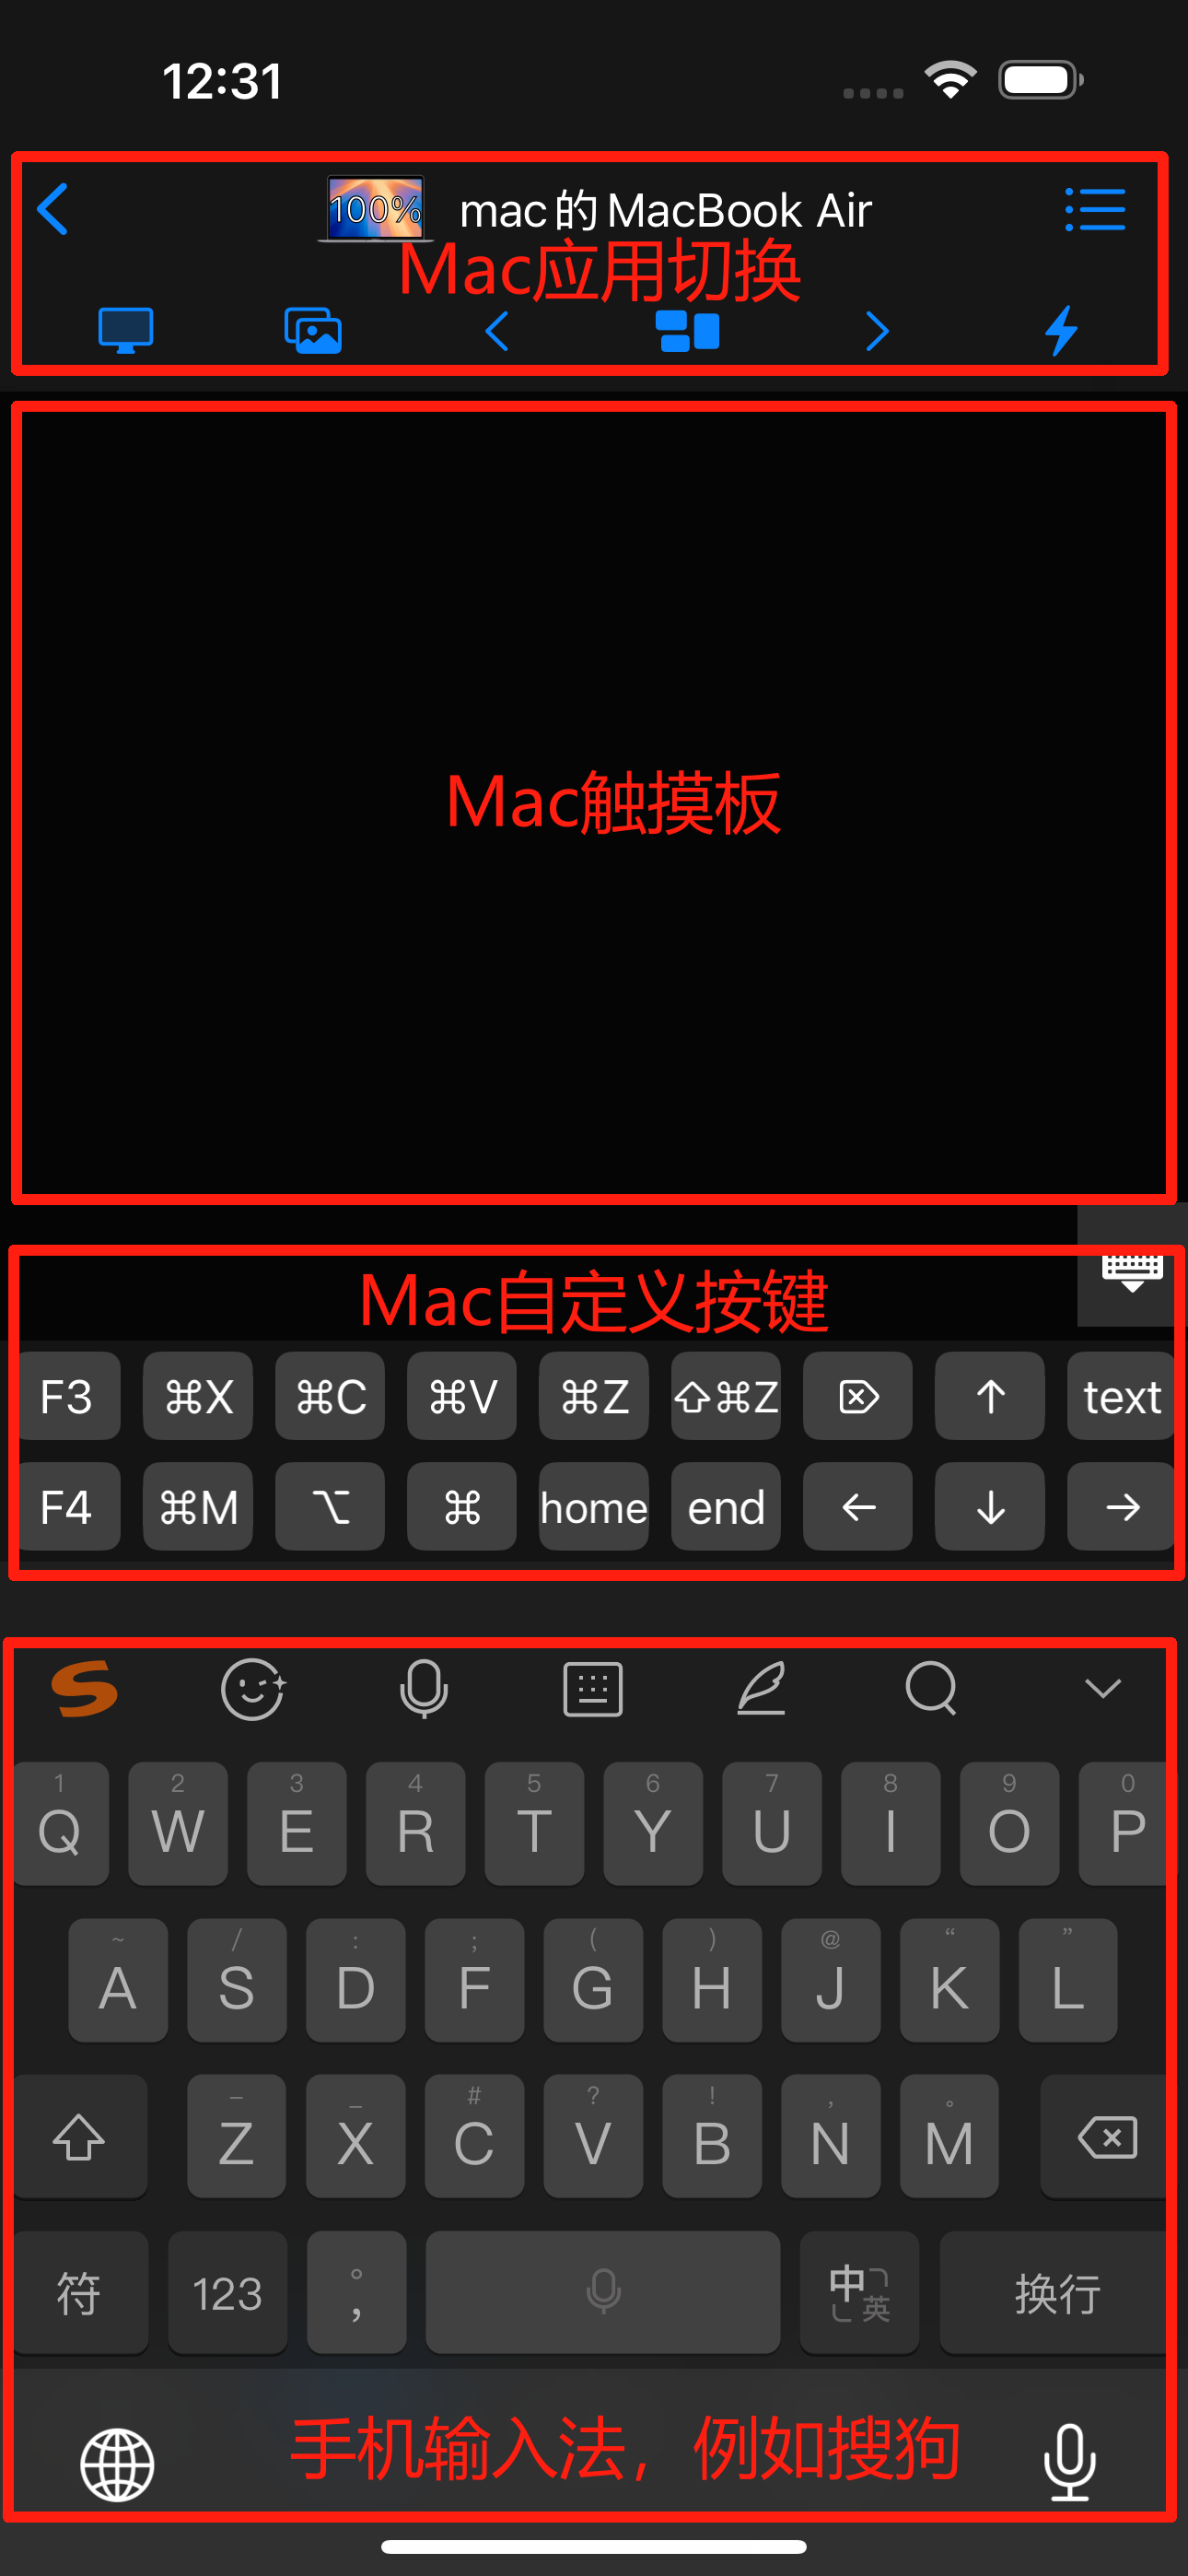 12:31
100% mac的MacBook Air
Mac应用切换
Mac触摸板
Mac自定义按键
F3 ⌘X ⌘C ⌘V ⌘Z ⇧⌘Z ⌦ ↑ text
F4 ⌘M ⌥ ⌘ home end ← ↓ →
S
1 2 3 4 5 6 7 8 9 0
Q W E R T Y U I O P
~ / : ; ( ) @ “ ”
A S D F G H J K L
– _ # ? ! , 。
Z X C V B N M
符 123 。, 中 英 换行
手机输入法，例如搜狗